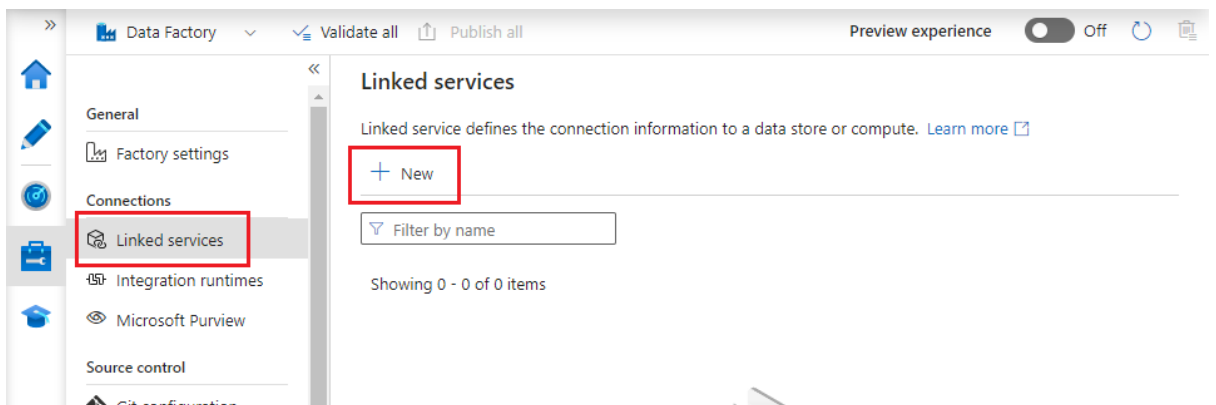 Data Factory
Validate all
Publish all
Preview experience
Off
General
Factory settings
Connections
Linked services
Integration runtimes
Microsoft Purview
Source control
Git configuration
Linked services
Linked service defines the connection information to a data store or compute. Learn more
New
Filter by name
Showing 0 - 0 of 0 items